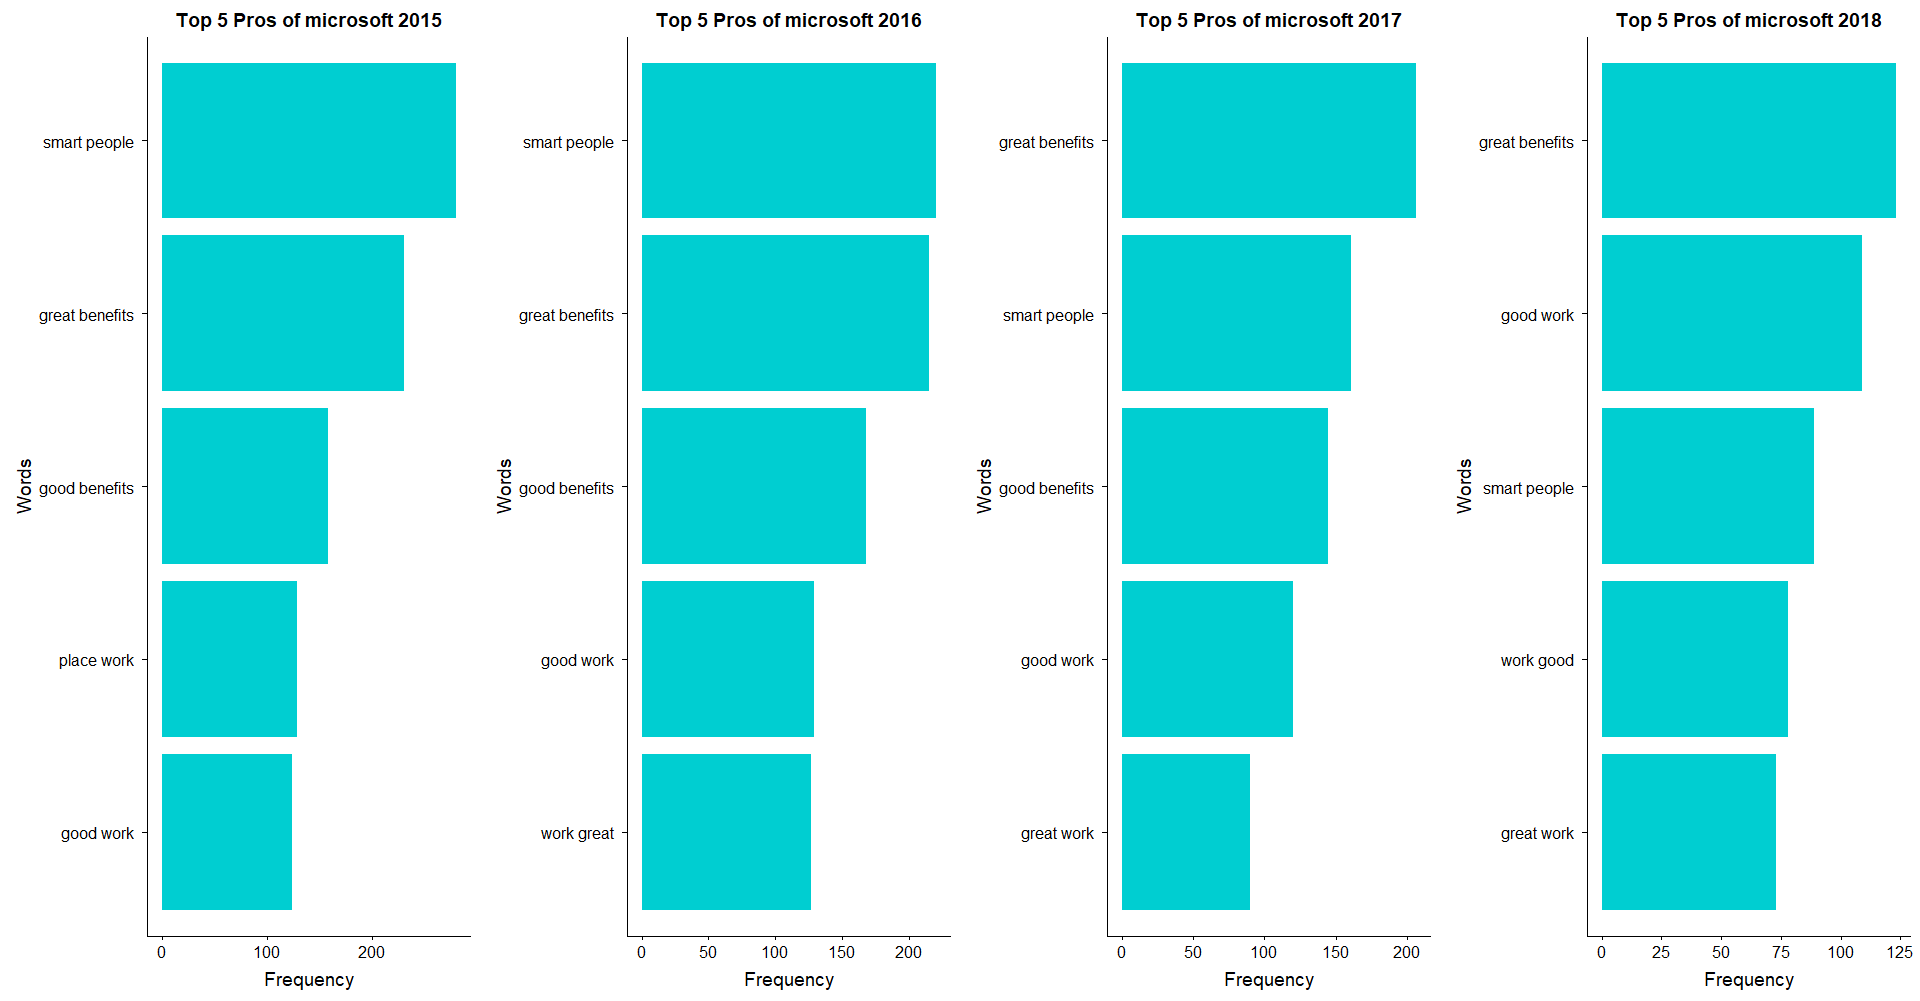 Top 5 Pros of microsoft 2015
smart people
great benefits
good benefits
place work
good work
Words
0 100 200
Frequency
Top 5 Pros of microsoft 2016
smart people
great benefits
good benefits
good work
work great
Words
0 50 100 150 200
Frequency
Top 5 Pros of microsoft 2017
great benefits
smart people
good benefits
good work
great work
Words
0 50 100 150 200
Frequency
Top 5 Pros of microsoft 2018
great benefits
good work
smart people
work good
great work
Words
0 25 50 75 100 125
Frequency